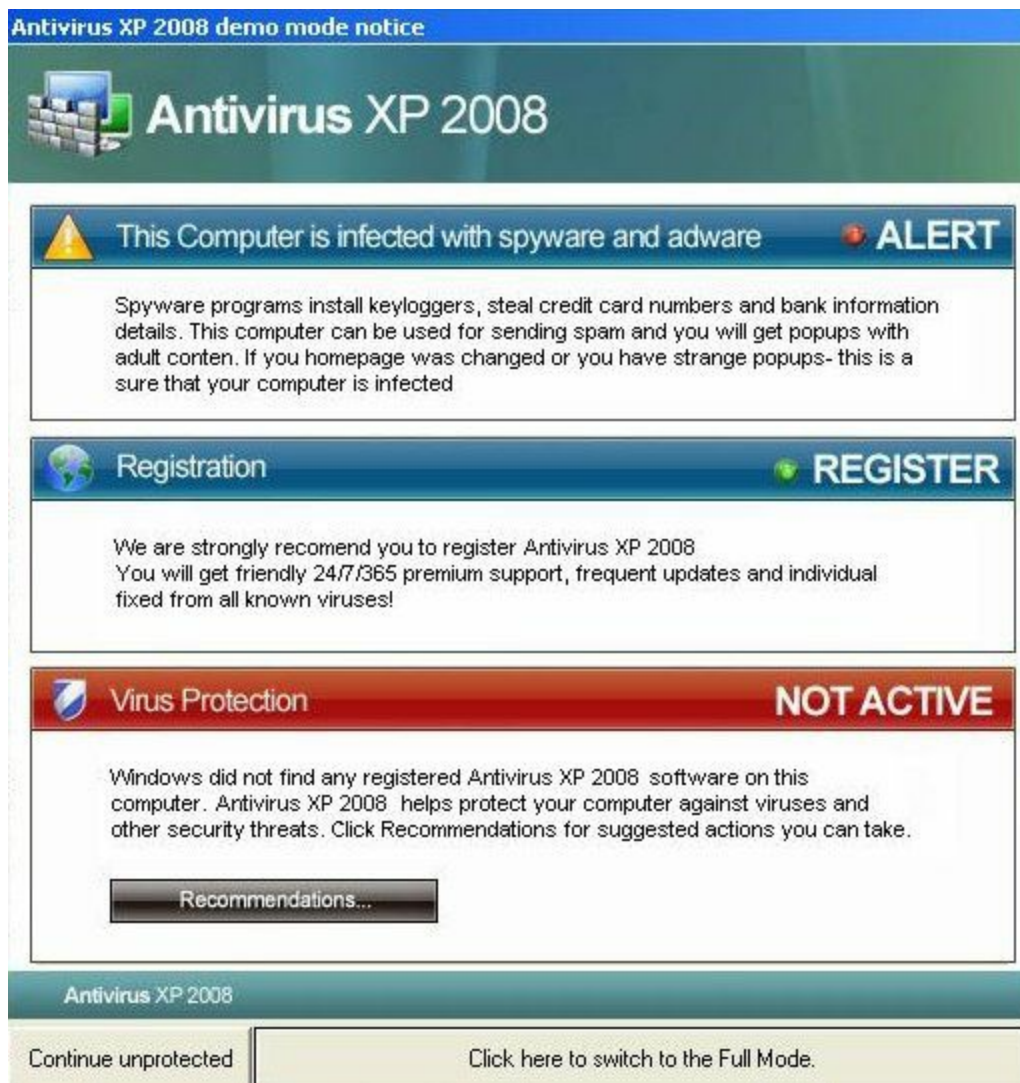 Antivirus XP 2008 demo mode notice
Antivirus XP 2008
This Computer is infected with spyware and adware
ALERT
Spyware programs install keyloggers, steal credit card numbers and bank information
details. This computer can be used for sending spam and you will get popups with
adult conten. If you homepage was changed or you have strange popups- this is a
sure that your computer is infected
Registration
REGISTER
We are strongly recomend you to register Antivirus XP 2008
You will get friendly 24/7/365 premium support, frequent updates and individual
fixed from all known viruses!
Virus Protection
NOT ACTIVE
Windows did not find any registered Antivirus XP 2008 software on this
computer. Antivirus XP 2008 helps protect your computer against viruses and
other security threats. Click Recommendations for suggested actions you can take.
Recommendations...
Antivirus XP 2008
Continue unprotected
Click here to switch to the Full Mode.